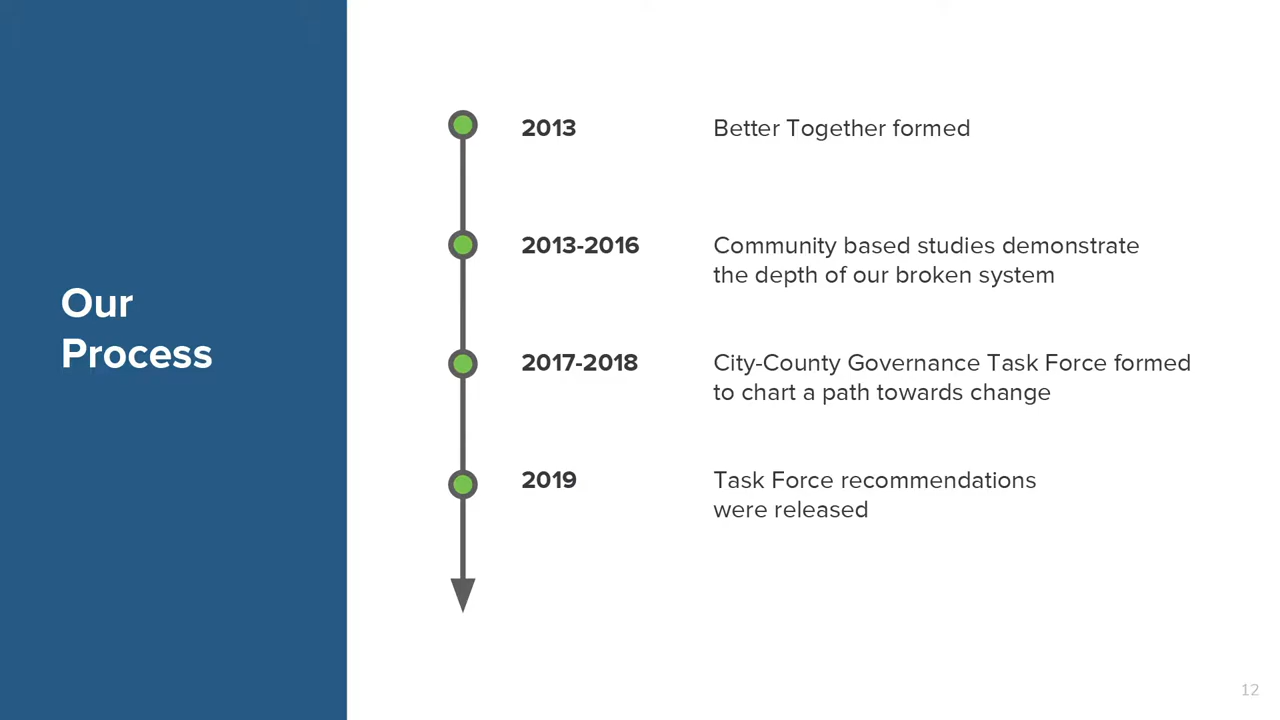 Our
Process
2013
Better Together formed
2013-2016
Community based studies demonstrate
the depth of our broken system
2017-2018
City-County Governance Task Force formed
to chart a path towards change
2019
Task Force recommendations
were released
12